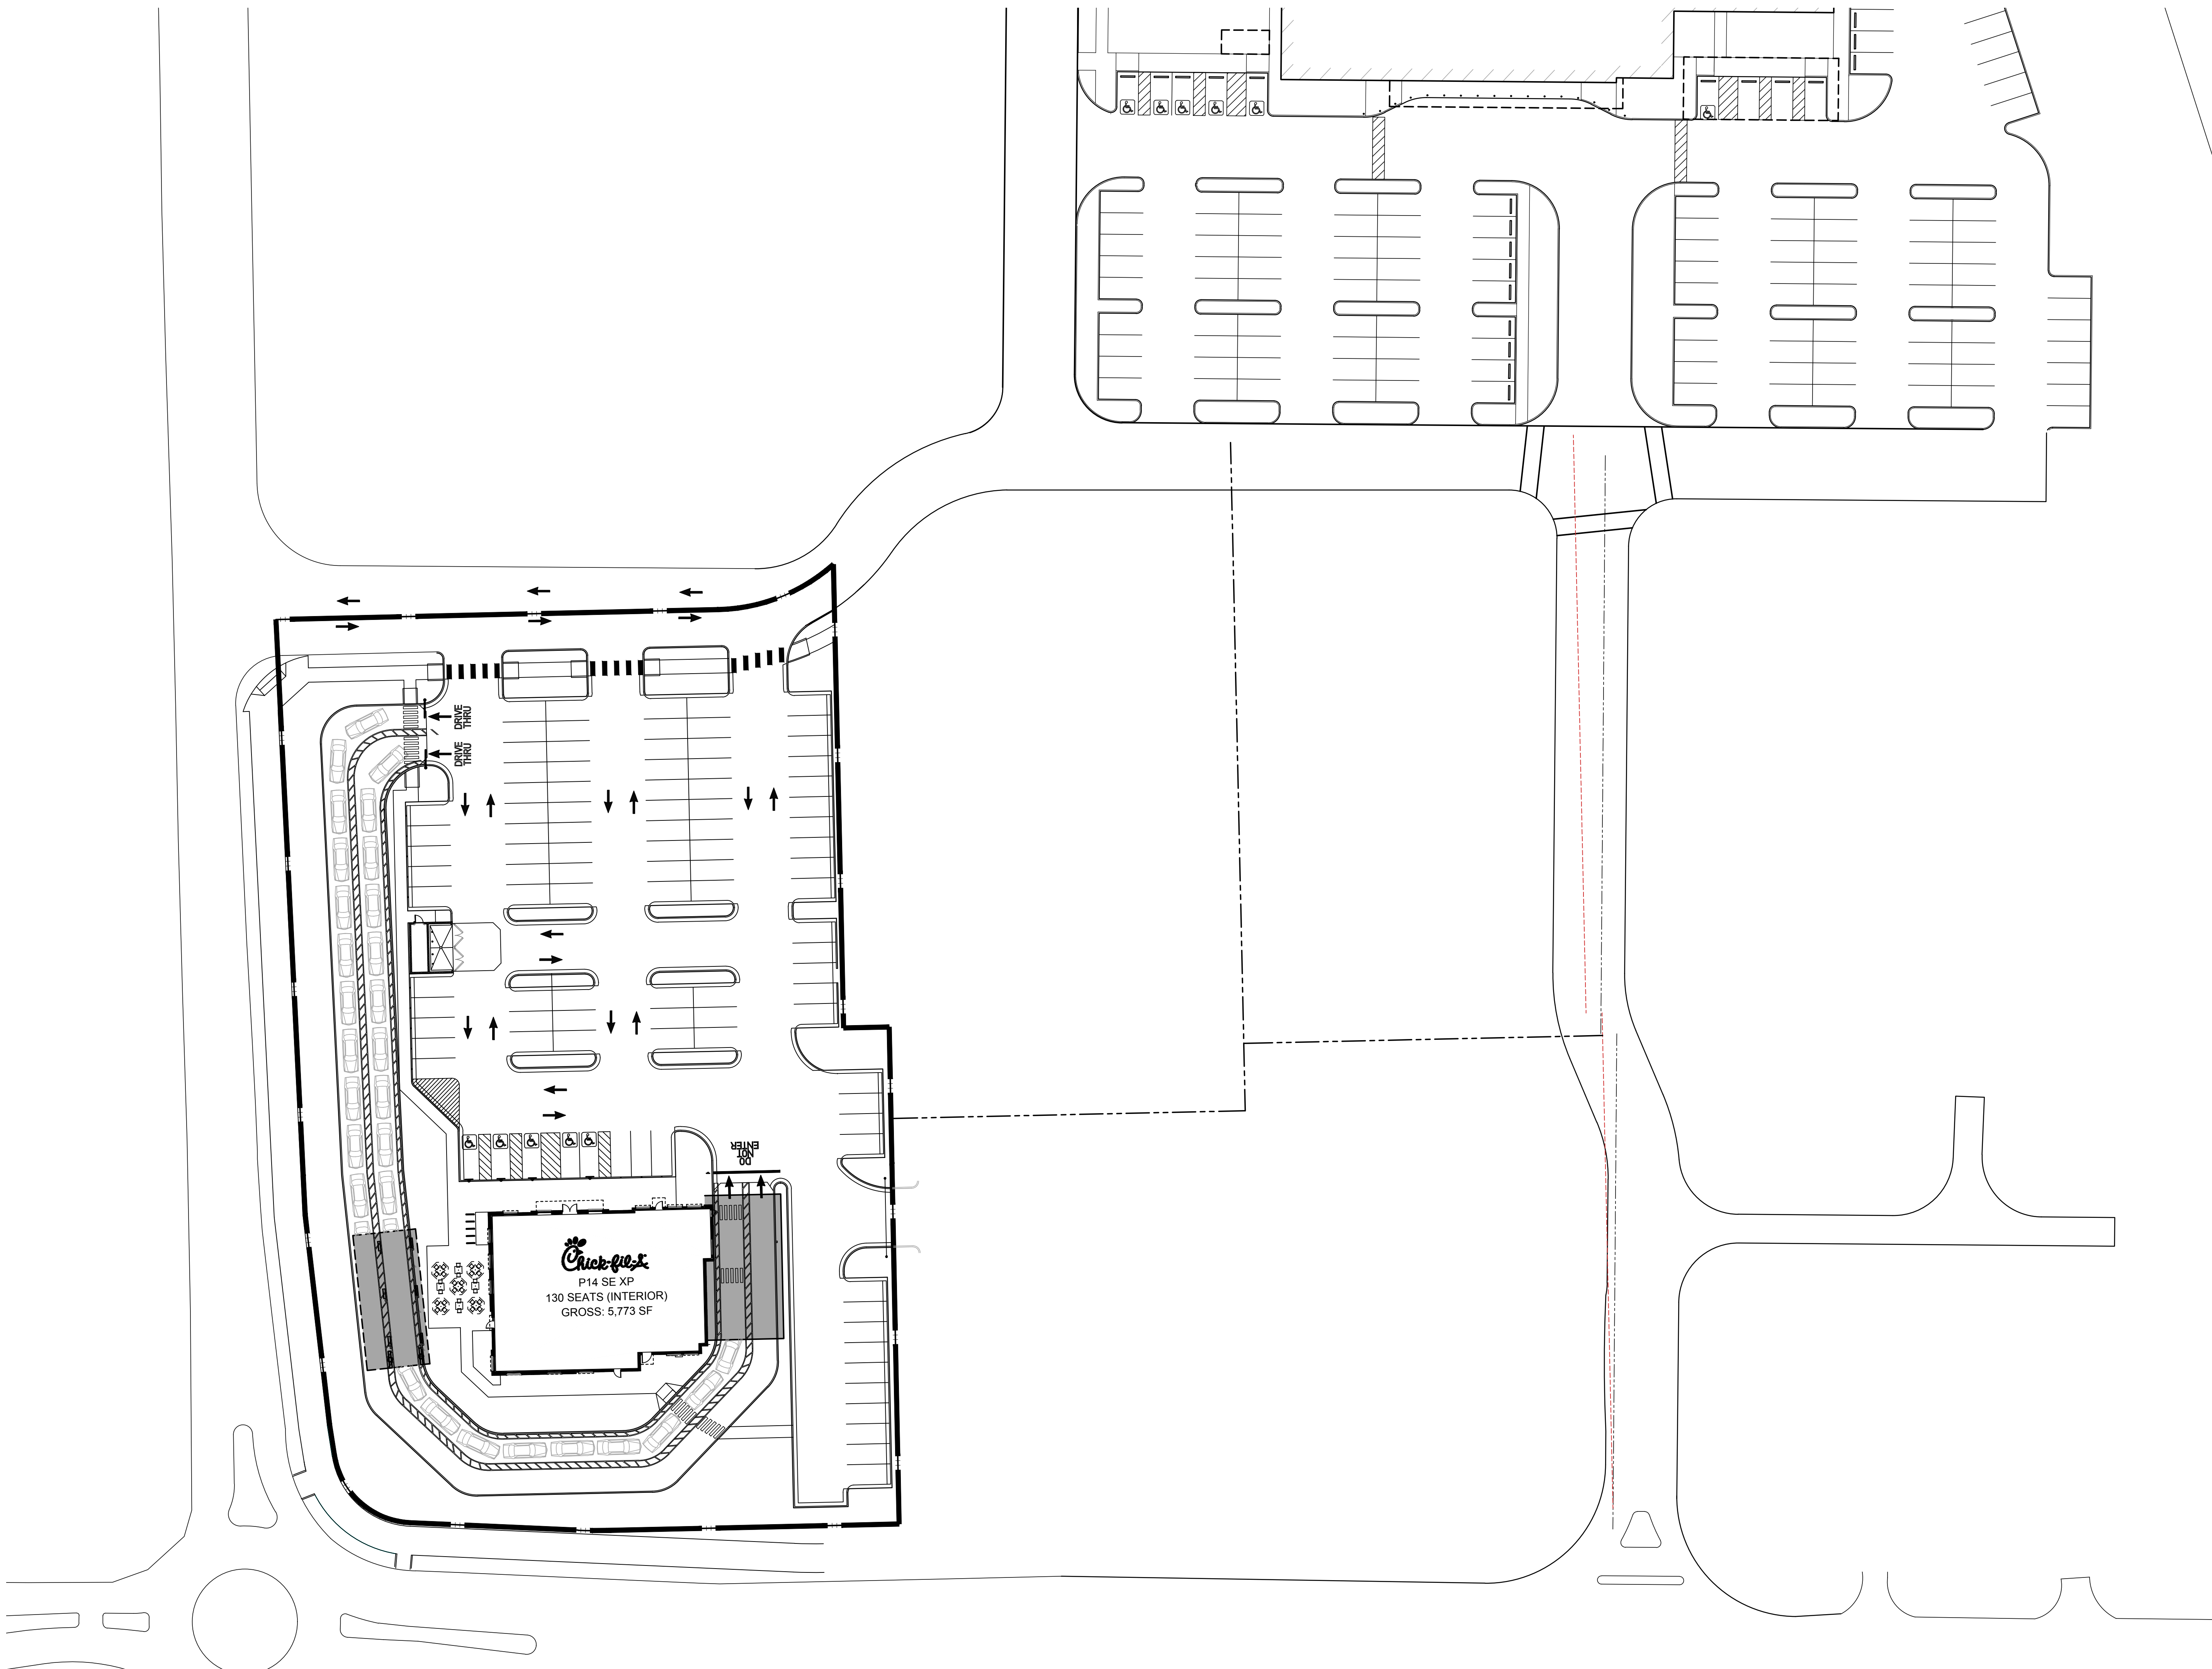 DRIVE
THRU
DRIVE
THRU
DO
NOT
ENTER
Chick-fil-A
P14 SE XP
130 SEATS (INTERIOR)
GROSS: 5,773 SF